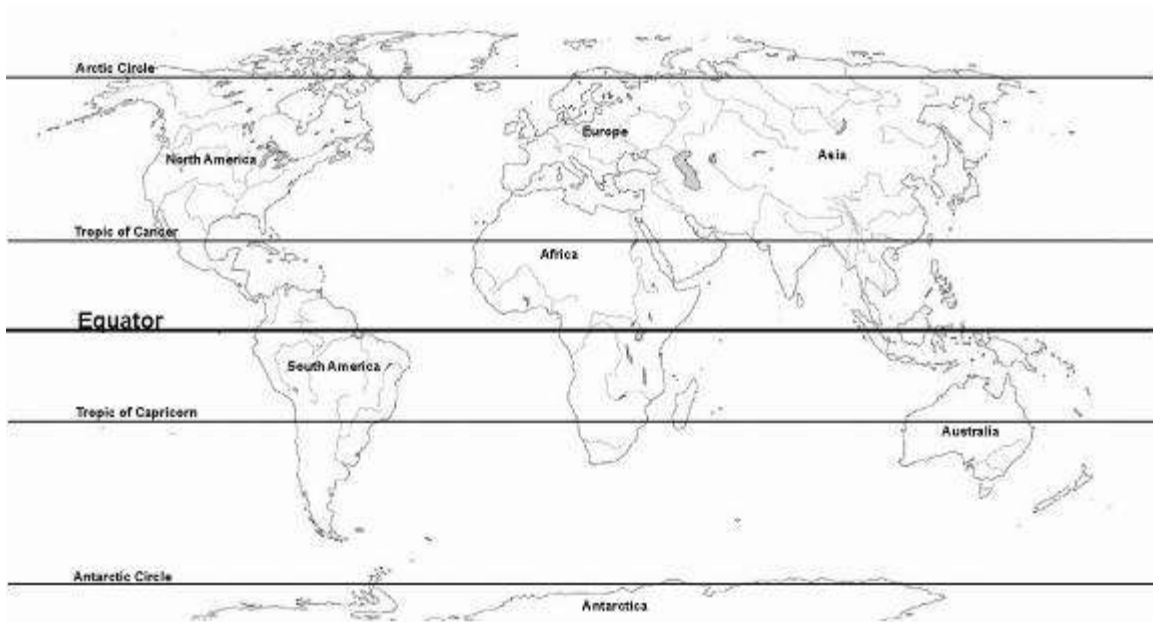 Arctic Circle
Europe
North America
Asia
Tropic of Cancer
Africa
Equator
South America
Tropic of Capricorn
Australia
Antarctic Circle
Antarctica